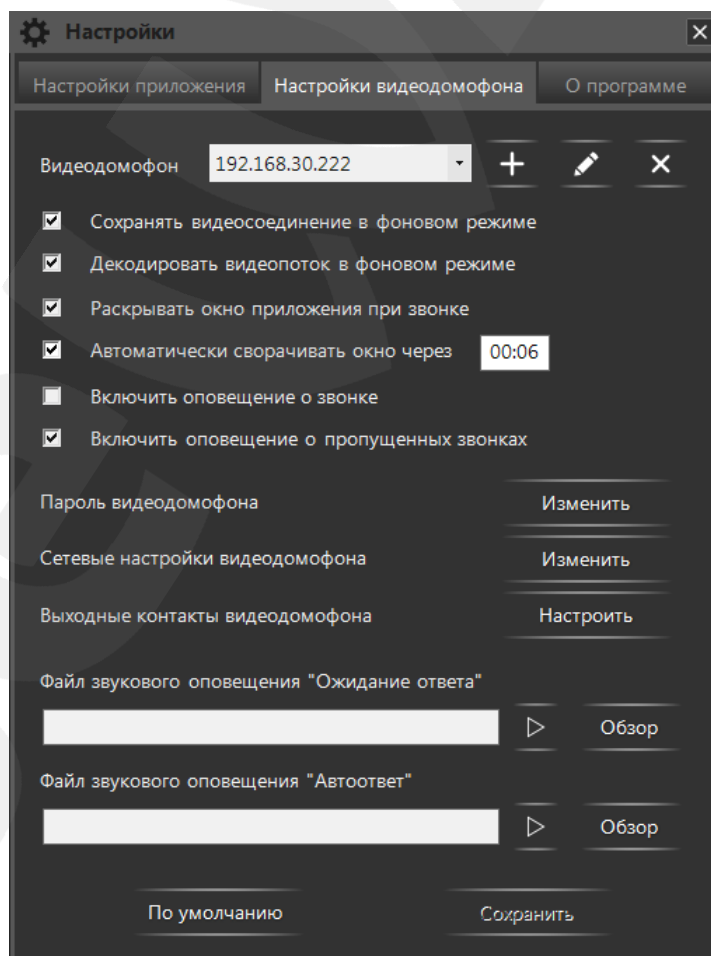 Настройки
Настройки приложения Настройки видеодомофона О программе
Видеодомофон 192.168.30.222
Сохранять видеосоединение в фоновом режиме
Декодировать видеопоток в фоновом режиме
Раскрывать окно приложения при звонке
Автоматически сворачивать окно через 00:06
Включить оповещение о звонке
Включить оповещение о пропущенных звонках
Пароль видеодомофона Изменить
Сетевые настройки видеодомофона Изменить
Выходные контакты видеодомофона Настроить
Файл звукового оповещения "Ожидание ответа"
Обзор
Файл звукового оповещения "Автоответ"
Обзор
По умолчанию Сохранить